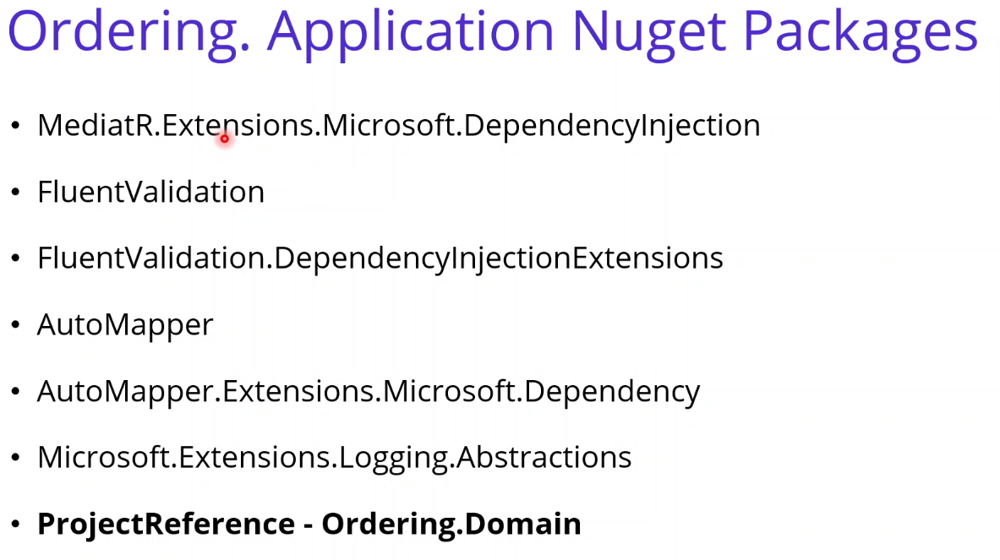 Ordering. Application Nuget Packages
• MediatR.Extensions.Microsoft.DependencyInjection
• FluentValidation
• FluentValidation.DependencyInjectionExtensions
• AutoMapper
• AutoMapper.Extensions.Microsoft.Dependency
• Microsoft.Extensions.Logging.Abstractions
• ProjectReference - Ordering.Domain